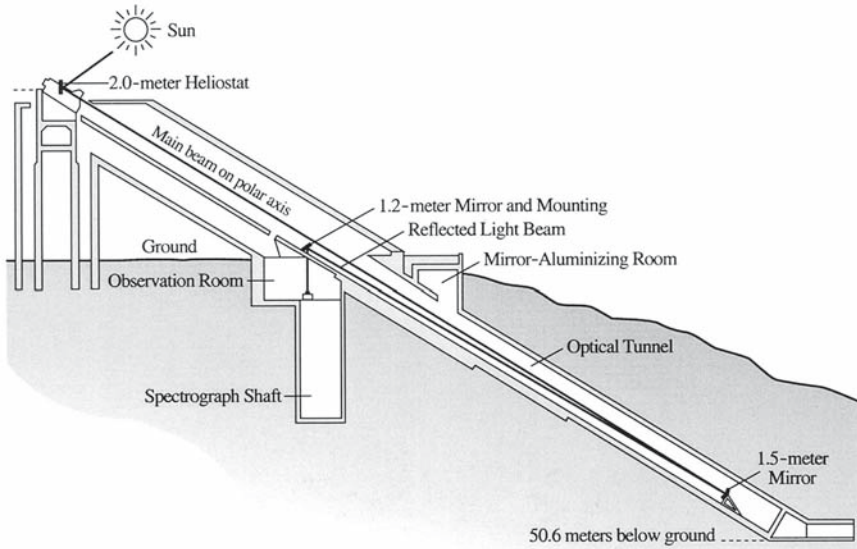 Sun
2.0-meter Heliostat
Main beam on polar axis
1.2-meter Mirror and Mounting
Reflected Light Beam
Ground
Mirror-Aluminizing Room
Observation Room
Optical Tunnel
Spectrograph Shaft
1.5-meter
Mirror
50.6 meters below ground